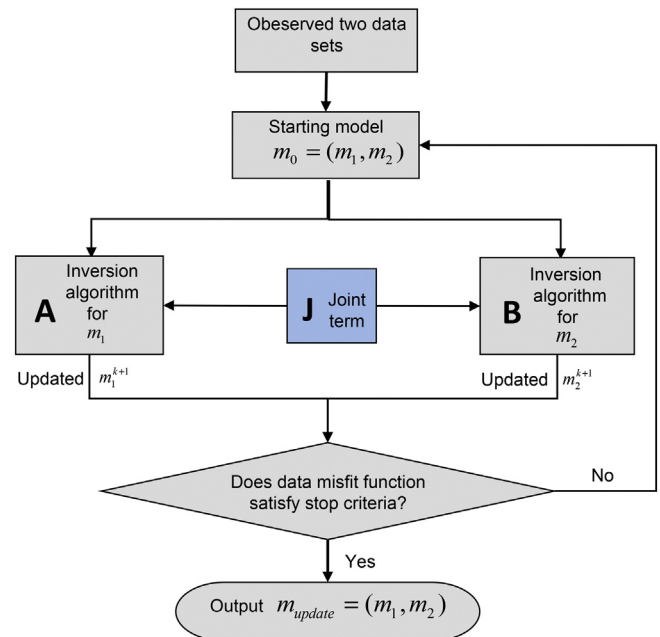 Obeserved two data
sets
Starting model
m₀ = (m₁, m₂)
A
Inversion
algorithm
for
m₁
J
Joint
term
B
Inversion
algorithm
for
m₂
Updated m₁ᵏ⁺¹
Updated m₂ᵏ⁺¹
Does data misfit function
satisfy stop criteria?
No
Yes
Output m_update = (m₁, m₂)